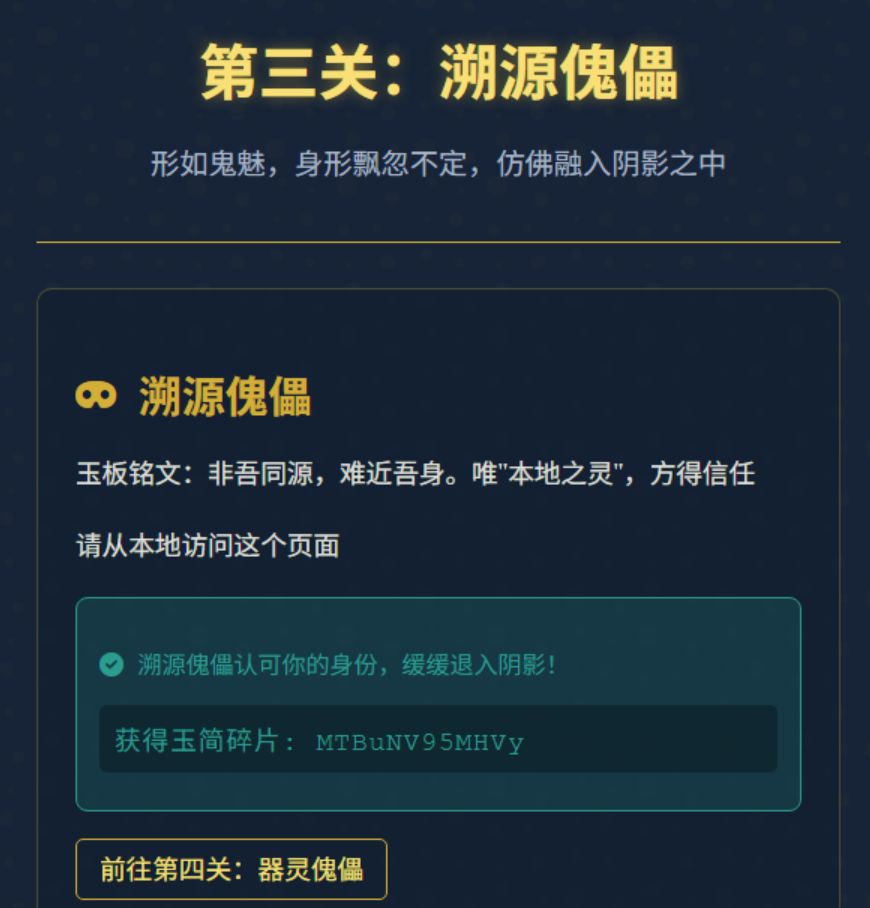 第三关：溯源傀儡
形如鬼魅，身形飘忽不定，仿佛融入阴影之中
溯源傀儡
玉板铭文：非吾同源，难近吾身。唯"本地之灵"，方得信任
请从本地访问这个页面
溯源傀儡认可你的身份，缓缓退入阴影！
获得玉简碎片: MTBuNV95MHVy
前往第四关：器灵傀儡